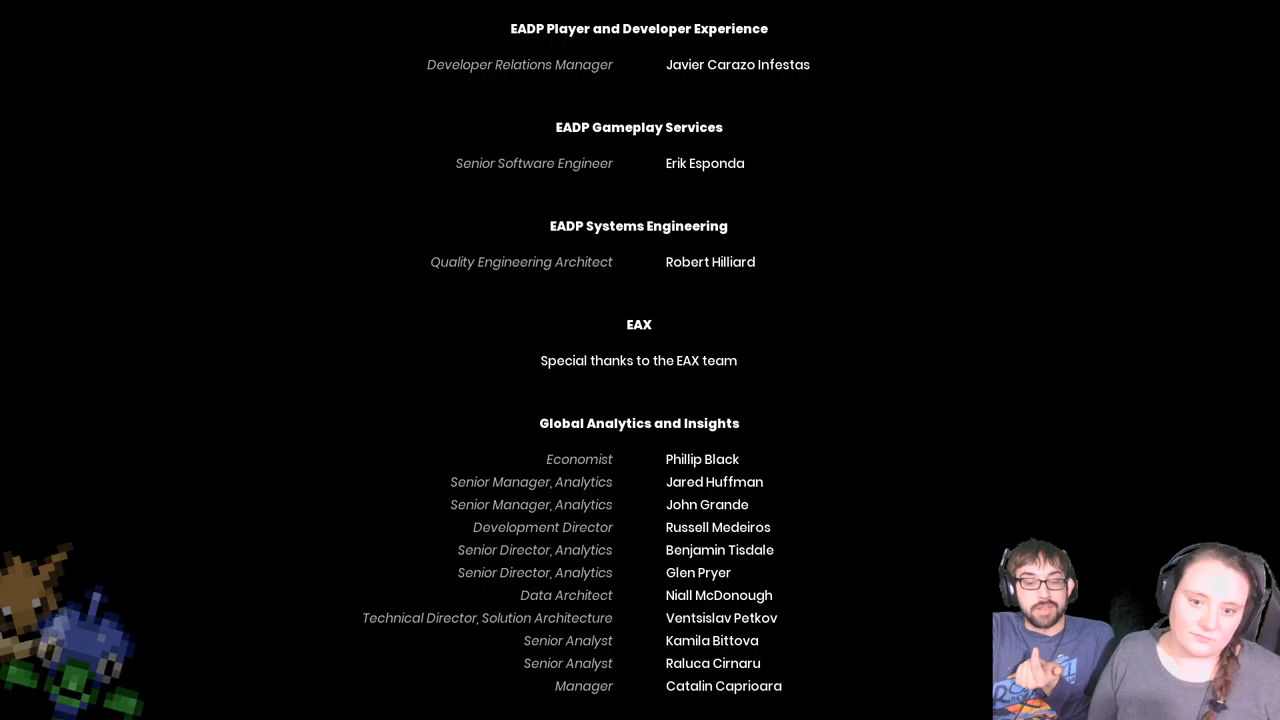 EADP Player and Developer Experience
Developer Relations Manager Javier Carazo Infestas
EADP Gameplay Services
Senior Software Engineer Erik Esponda
EADP Systems Engineering
Quality Engineering Architect Robert Hilliard
EAX
Special thanks to the EAX team
Global Analytics and Insights
Economist Phillip Black
Senior Manager, Analytics Jared Huffman
Senior Manager, Analytics John Grande
Development Director Russell Medeiros
Senior Director, Analytics Benjamin Tisdale
Senior Director, Analytics Glen Pryer
Data Architect Niall McDonough
Technical Director, Solution Architecture Ventsislav Petkov
Senior Analyst Kamila Bittova
Senior Analyst Raluca Cirnaru
Manager Catalin Caprioara